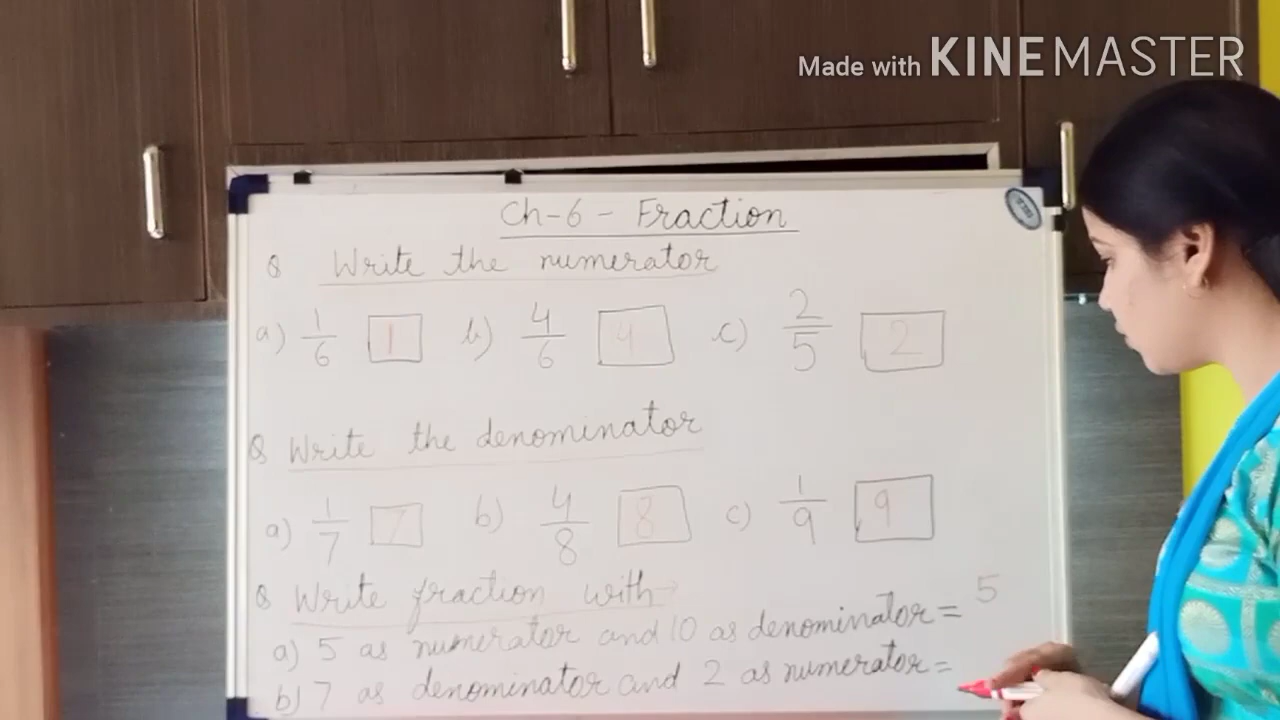 Made with KINEMASTER
Ch-6 - Fraction
Q Write the numerator
a) 1/6 1 b) 4/6 4 c) 2/5 2
Q Write the denominator
a) 1/7 7 b) 4/8 8 c) 1/9 9
Q Write fraction with
a) 5 as numerator and 10 as denominator = 5
b) 7 as denominator and 2 as numerator =